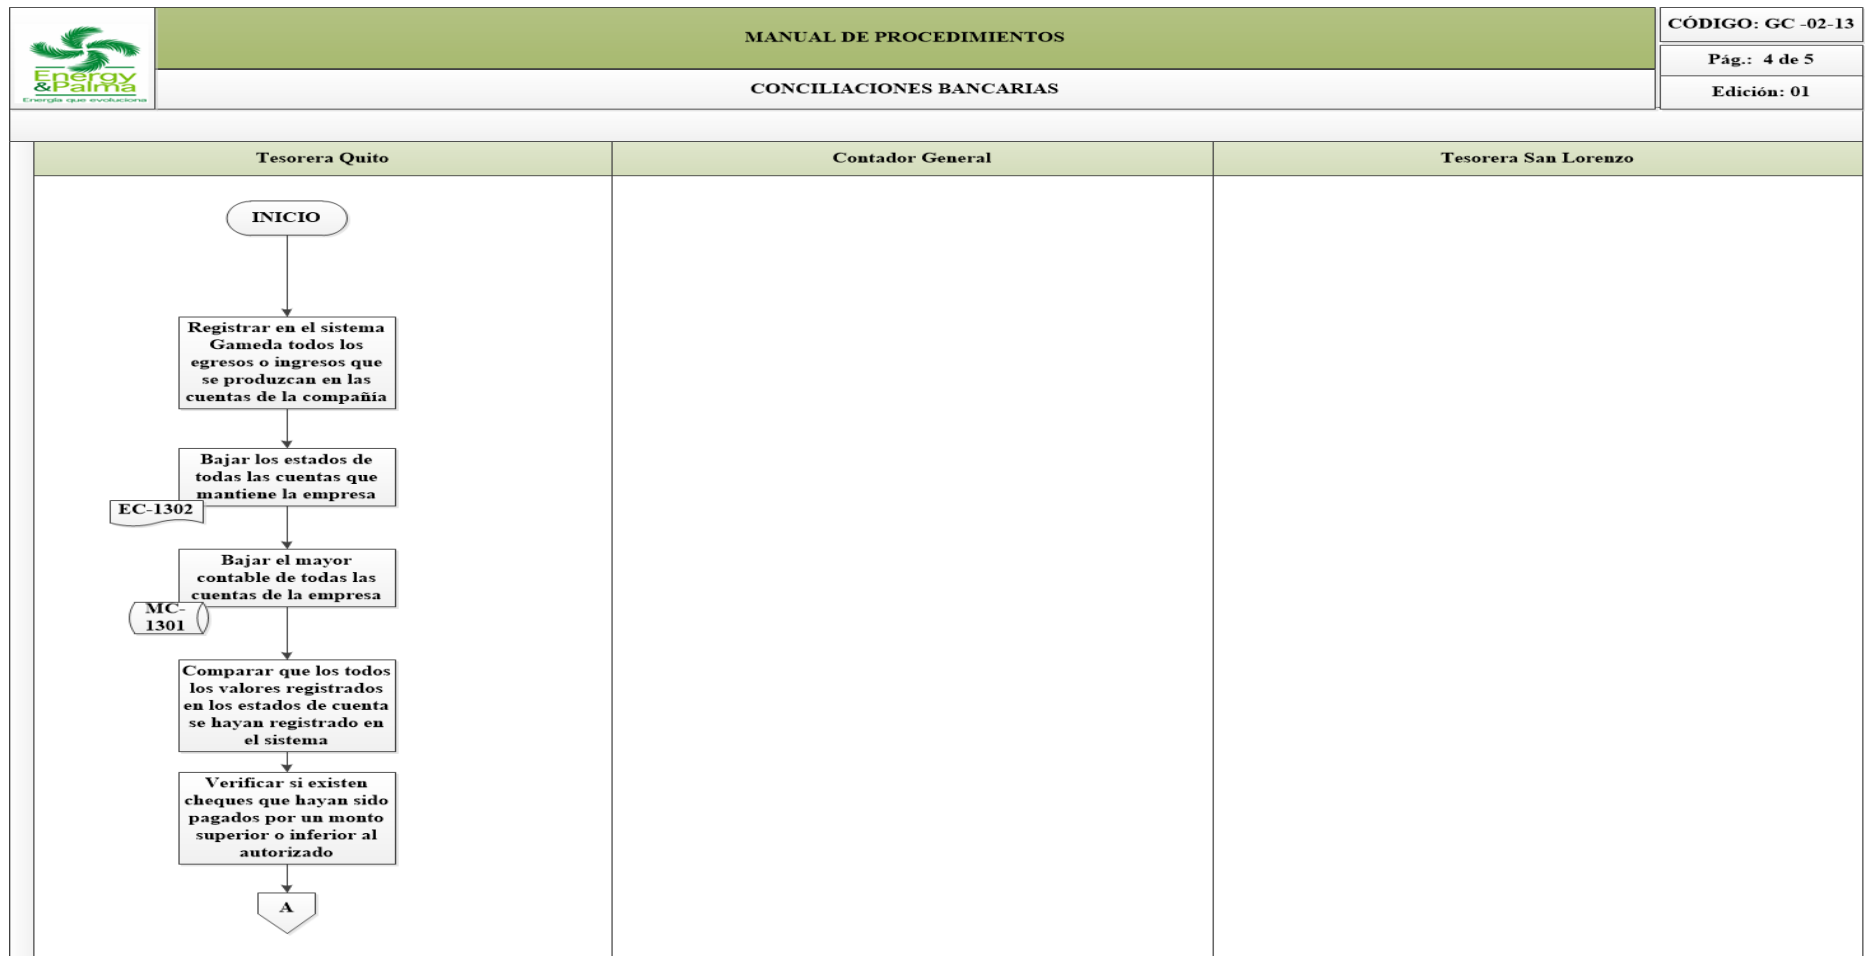 Energy
&Palma
Energía que evoluciona
MANUAL DE PROCEDIMIENTOS
CONCILIACIONES BANCARIAS
CÓDIGO: GC -02-13
Pág.: 4 de 5
Edición: 01
Tesorera Quito
Contador General
Tesorera San Lorenzo
INICIO
Registrar en el sistema
Gameda todos los
egresos o ingresos que
se produzcan en las
cuentas de la compañía
Bajar los estados de
todas las cuentas que
mantiene la empresa
EC-1302
Bajar el mayor
contable de todas las
cuentas de la empresa
MC-
1301
Comparar que los todos
los valores registrados
en los estados de cuenta
se hayan registrado en
el sistema
Verificar si existen
cheques que hayan sido
pagados por un monto
superior o inferior al
autorizado
A